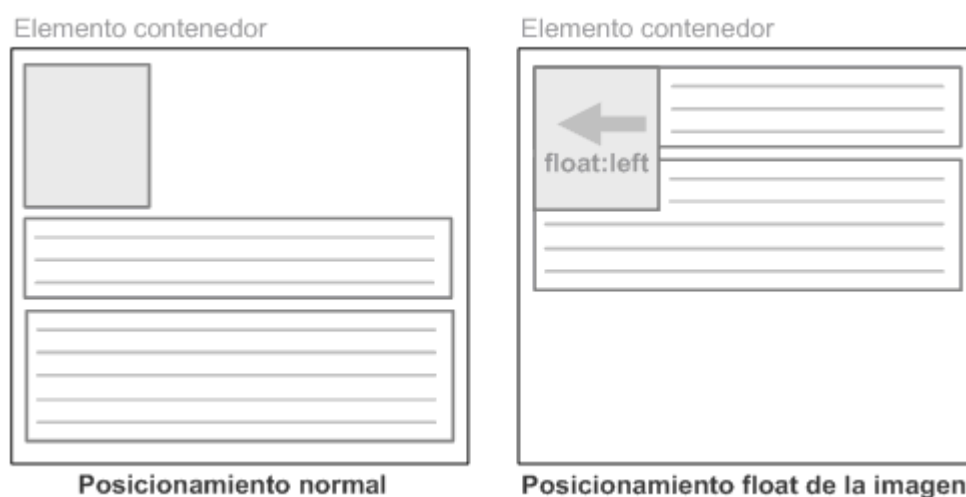 Elemento contenedor
Elemento contenedor
float:left
Posicionamiento normal
Posicionamiento float de la imagen